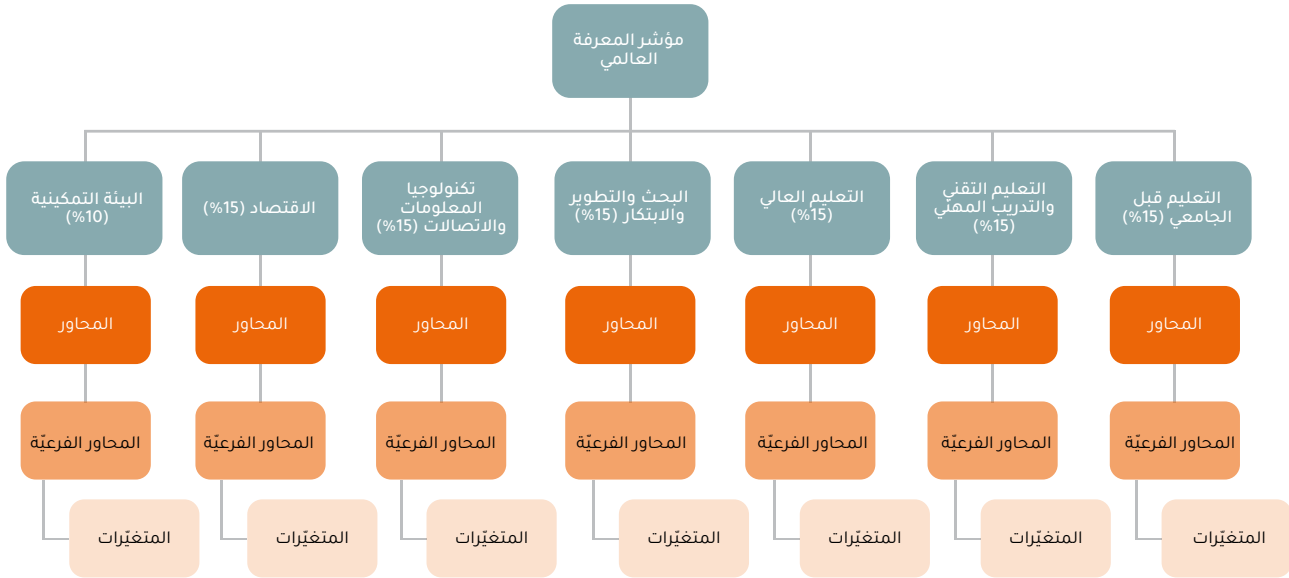 مؤشر المعرفة
العالمي
التعليم قبل
الجامعي (15%)
التعليم التقني
والتدريب المهني
(15%)
التعليم العالي
(15%)
البحث والتطوير
والابتكار (15%)
تكنولوجيا
المعلومات
والاتصالات (15%)
الاقتصاد (15%)
البيئة التمكينية
(10%)
المحاور
المحاور
المحاور
المحاور
المحاور
المحاور
المحاور
المحاور الفرعيّة
المحاور الفرعيّة
المحاور الفرعيّة
المحاور الفرعيّة
المحاور الفرعيّة
المحاور الفرعيّة
المحاور الفرعيّة
المتغيّرات
المتغيّرات
المتغيّرات
المتغيّرات
المتغيّرات
المتغيّرات
المتغيّرات